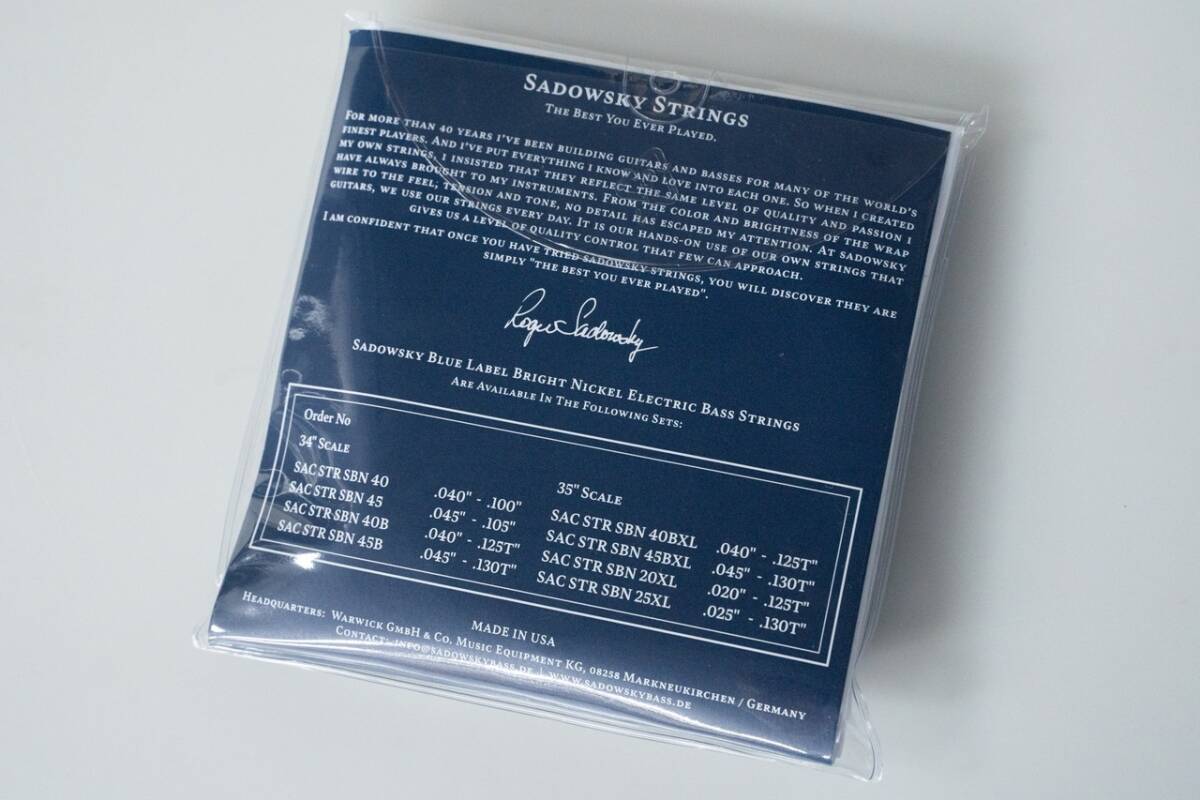 Sadowsky Strings
The Best You Ever Played.
For more than 40 years I've been building guitars and basses for many of the world's
finest players. And I've put everything I know and love into each one. So when I created
my own strings, I insisted that they reflect the same level of quality and passion I
have always brought to my instruments. From the color and brightness of the wrap
wire to the feel, tension and tone, no detail has escaped my attention. At Sadowsky
guitars, we use our strings every day. It is our hands-on use of our own strings that
gives us a level of quality control that few can approach.
I am confident that once you have tried Sadowsky strings, you will discover they are
simply "the best you ever played".
Roger Sadowsky
Sadowsky Blue Label Bright Nickel Electric Bass Strings
Are Available In The Following Sets:
Order No
34" Scale
SAC STR SBN 40 .040" - .100"
SAC STR SBN 45 .045" - .105"
SAC STR SBN 40B .040" - .125T"
SAC STR SBN 45B .045" - .130T"
35" Scale
SAC STR SBN 40BXL .040" - .125T"
SAC STR SBN 45BXL .045" - .130T"
SAC STR SBN 20XL .020" - .125T"
SAC STR SBN 25XL .025" - .130T"
MADE IN USA
Headquarters: Warwick GmbH & Co. Music Equipment KG, 08258 Markneukirchen / Germany
Contact: info@sadowskybass.de | www.sadowskybass.de